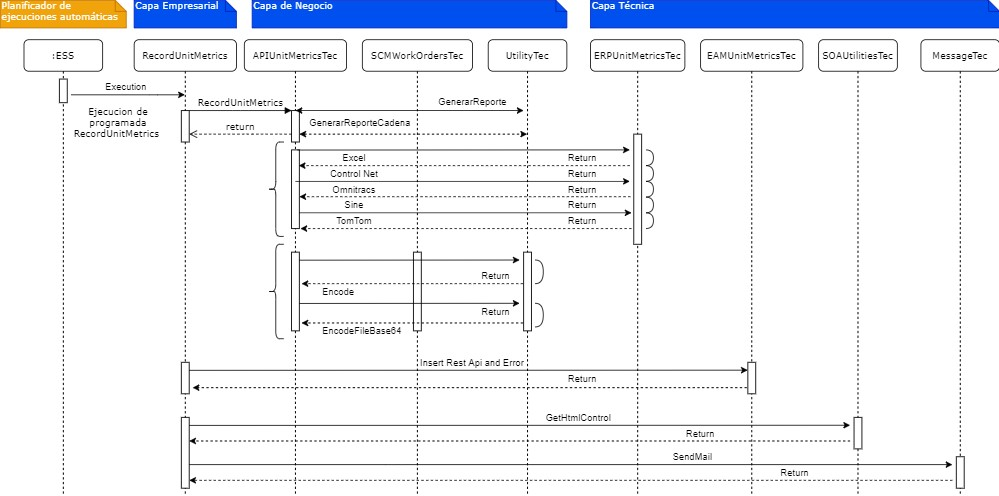 Planificador de
ejecuciones automáticas
Capa Empresarial
Capa de Negocio
Capa Técnica
:ESS
RecordUnitMetrics
APIUnitMetricsTec
SCMWorkOrdersTec
UtilityTec
ERPUnitMetricsTec
EAMUnitMetricsTec
SOAUtilitiesTec
MessageTec
Execution
Ejecucion de
programada
RecordUnitMetrics
RecordUnitMetrics
GenerarReporte
return
GenerarReporteCadena
Excel
Return
Control Net
Return
Omnitracs
Return
Sine
Return
TomTom
Return
Return
Encode
Return
EncodeFileBase64
Insert Rest Api and Error
Return
GetHtmlControl
Return
SendMail
Return